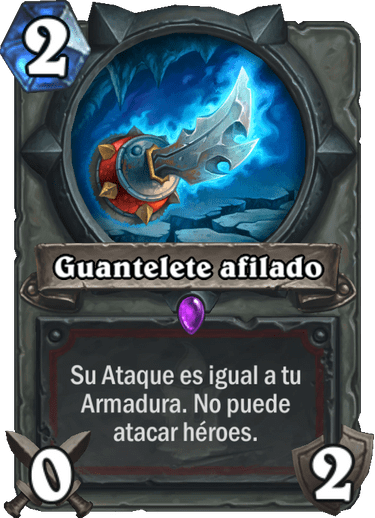 2
Guantelete afilado
Su Ataque es igual a tu
Armadura. No puede
atacar héroes.
0
2